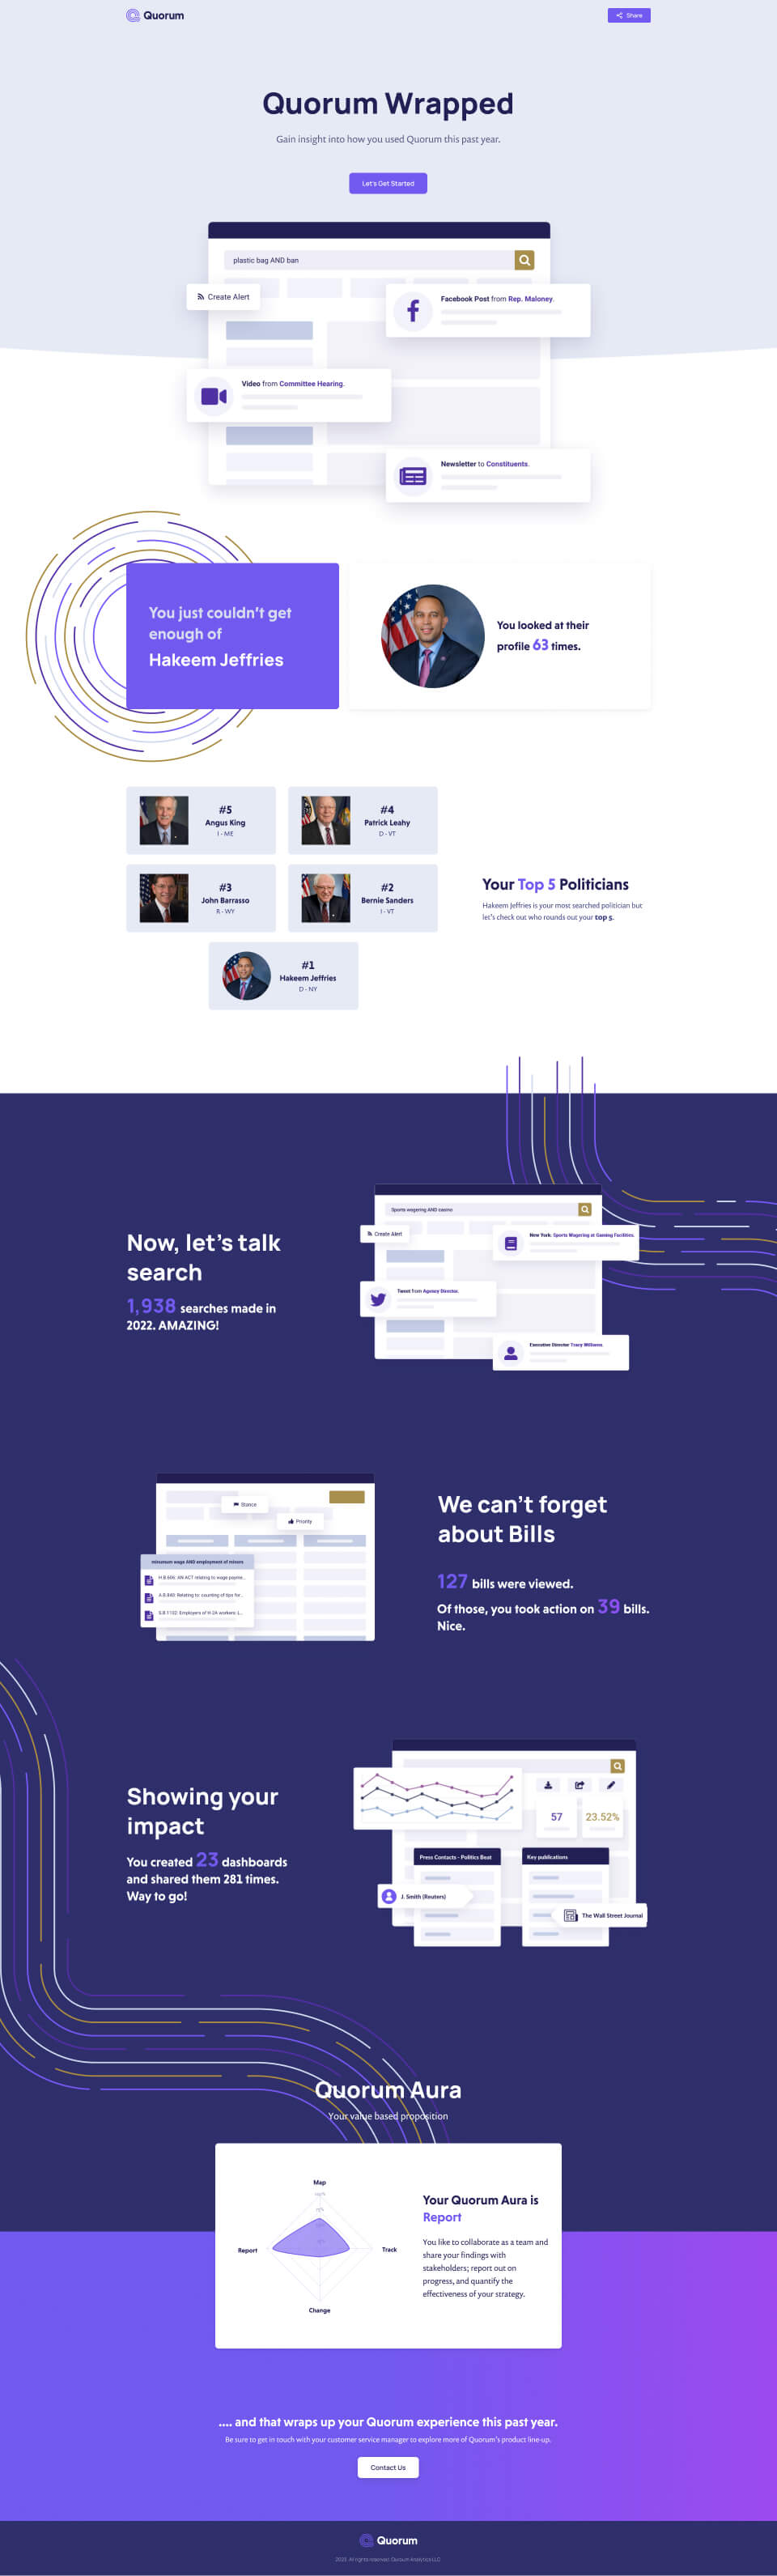 Quorum
Share
Quorum Wrapped
Gain insight into how you used Quorum this past year.
Let's Get Started
plastic bag AND ban
Create Alert
Facebook Post from Rep. Maloney.
Video from Committee Hearing.
Newsletter to Constituents.
You just couldn't get
enough of
Hakeem Jeffries
You looked at their
profile 63 times.
#5
Angus King
I - ME
#4
Patrick Leahy
D - VT
#3
John Barrasso
R - WY
#2
Bernie Sanders
I - VT
#1
Hakeem Jeffries
D - NY
Your Top 5 Politicians
Hakeem Jeffries is your most searched politician but
let's check out who rounds out your top 5.
Now, let's talk
search
1,938 searches made in
2022. AMAZING!
Sports wagering AND casino
Create Alert
New York: Sports Wagering at Gaming Facilities.
Tweet from Agency Director.
Executive Director Tracy Williams.
Stance
Priority
minumum wage AND employment of minors
H.B.606: AN ACT relating to wage payme...
A.B.840: Relating to: counting of tips for...
S.B.1102: Employers of H-2A workers: (...
We can't forget
about Bills
127 bills were viewed.
Of those, you took action on 39 bills.
Nice.
Showing your
impact
You created 23 dashboards
and shared them 281 times.
Way to go!
57
23.52%
Press Contacts - Politics Beat
Key publications
J. Smith (Reuters)
The Wall Street Journal
Quorum Aura
Your value based proposition
Map
Report
Track
Change
Your Quorum Aura is
Report
You like to collaborate as a team and
share your findings with
stakeholders; report out on
progress, and quantify the
effectiveness of your strategy.
.... and that wraps up your Quorum experience this past year.
Be sure to get in touch with your customer service manager to explore more of Quorum's product line-up.
Contact Us
Quorum
2023. All rights reserved. Quorum Analytics LLC